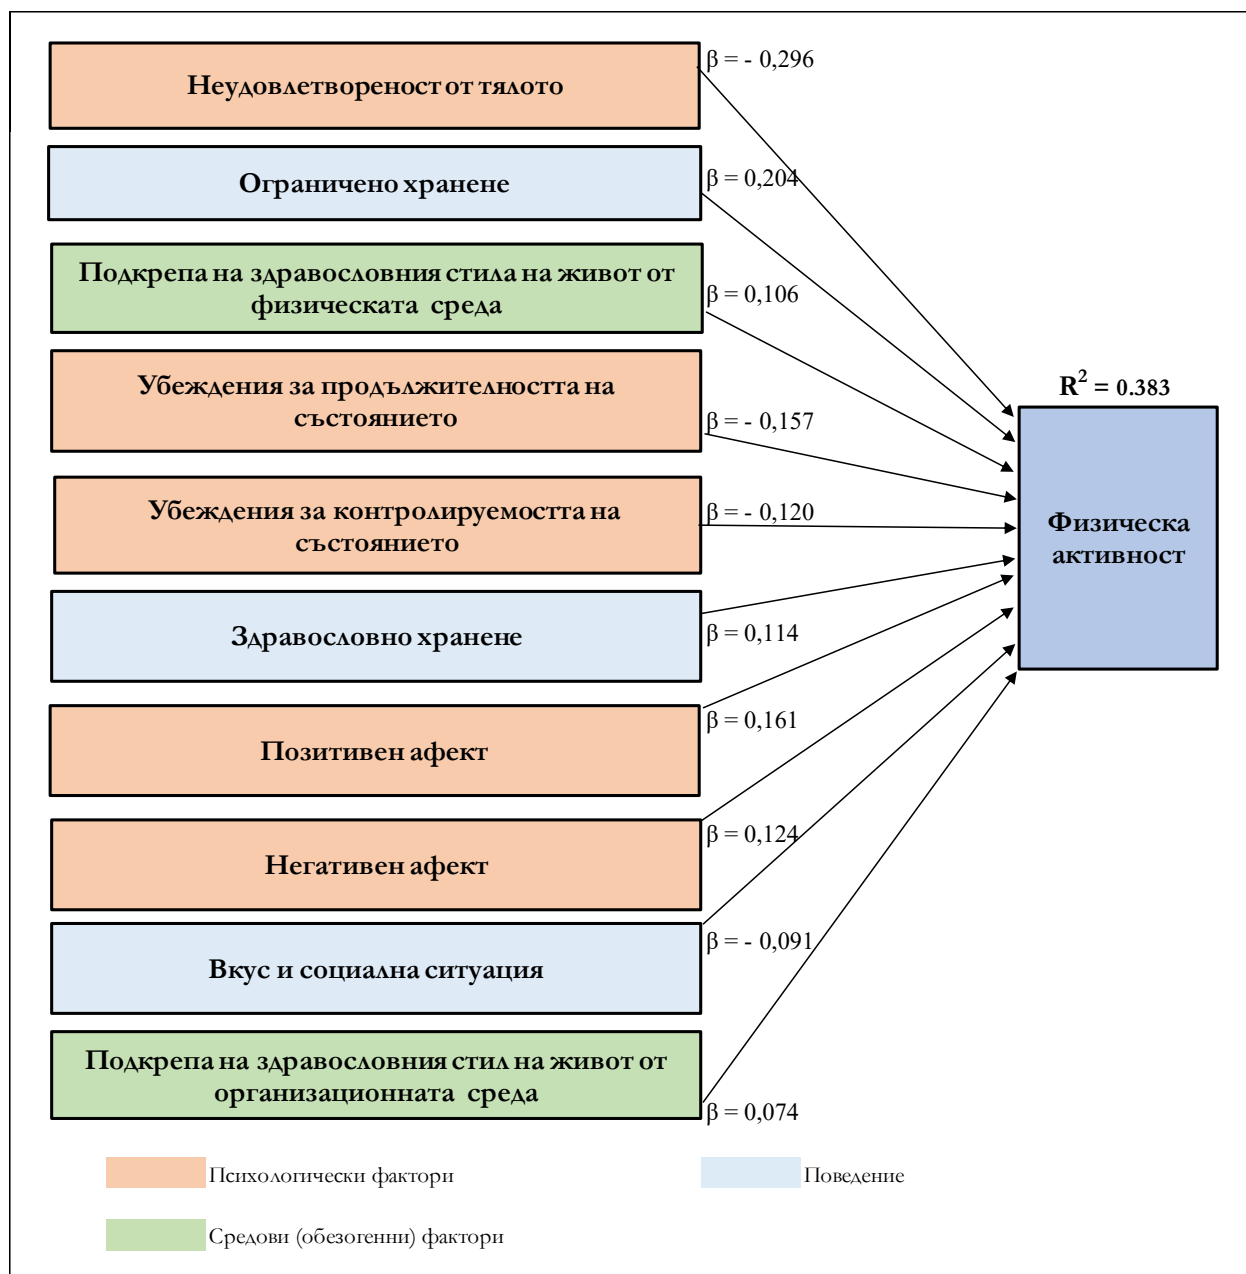 β = - 0,296
Неудовлетвореност от тялото
β = 0,204
Ограничено хранене
Подкрепа на здравословния стила на живот от
физическата среда
β = 0,106
Убеждения за продължителността на
състоянието
β = - 0,157
R² = 0.383
Убеждения за контролируемостта на
състоянието
β = - 0,120
Физическа
активност
Здравословно хранене
β = 0,114
Позитивен афект
β = 0,161
Негативен афект
β = 0,124
Вкус и социална ситуация
β = - 0,091
Подкрепа на здравословния стил на живот от
организационната среда
β = 0,074
Психологически фактори
Поведение
Средови (обезогенни) фактори